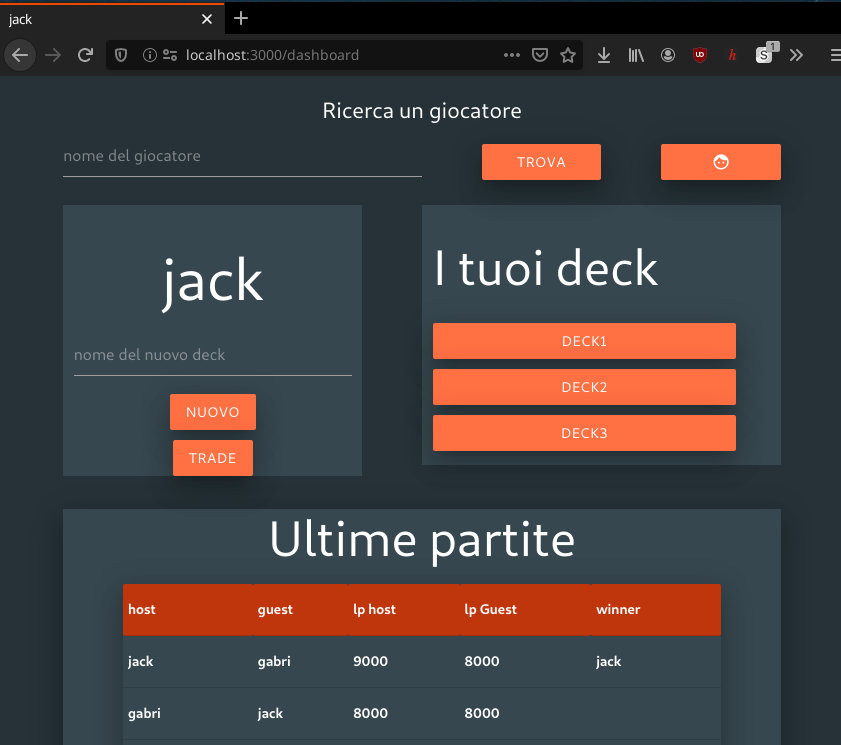 jack
localhost:3000/dashboard
1
Ricerca un giocatore
nome del giocatore
TROVA
jack
nome del nuovo deck
NUOVO
TRADE
I tuoi deck
DECK1
DECK2
DECK3
Ultime partite
host guest lp host lp Guest winner
jack gabri 9000 8000 jack
gabri jack 8000 8000